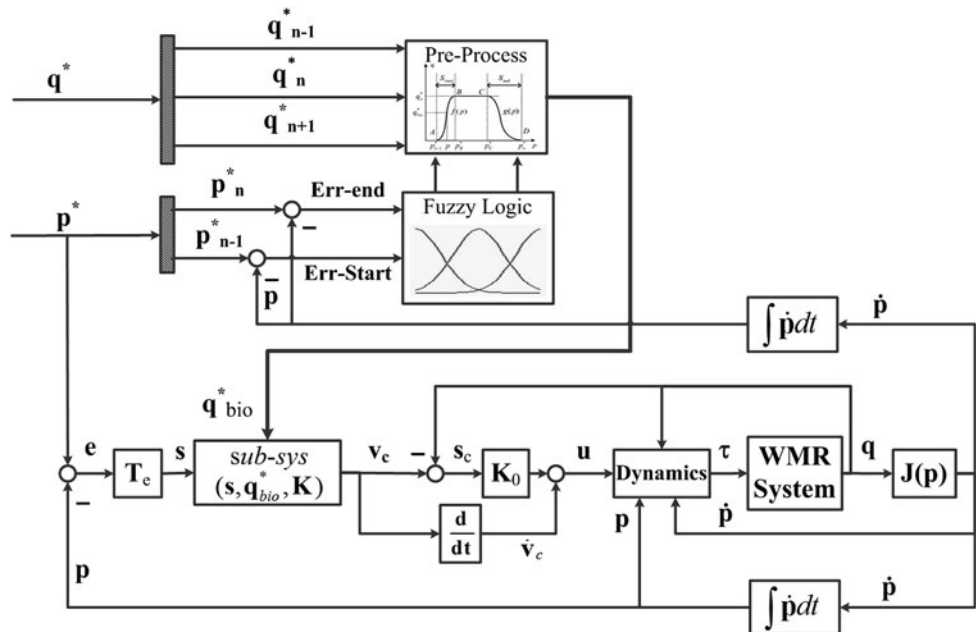 q*n-1
Pre-Process
q*
q*n
q*n+1
A B C D
f(p) g(p)
p*n
Err-end
Fuzzy Logic
p*
p*n-1
Err-Start
−
−
p
∫ṗdt
ṗ
q*bio
e
Te
s
sub-sys
(s,q*bio,K)
vc
−
sc
K0
u
Dynamics
τ
WMR
System
q
J(p)
−
d
dt
v̇c
p
ṗ
p
∫ṗdt
ṗ